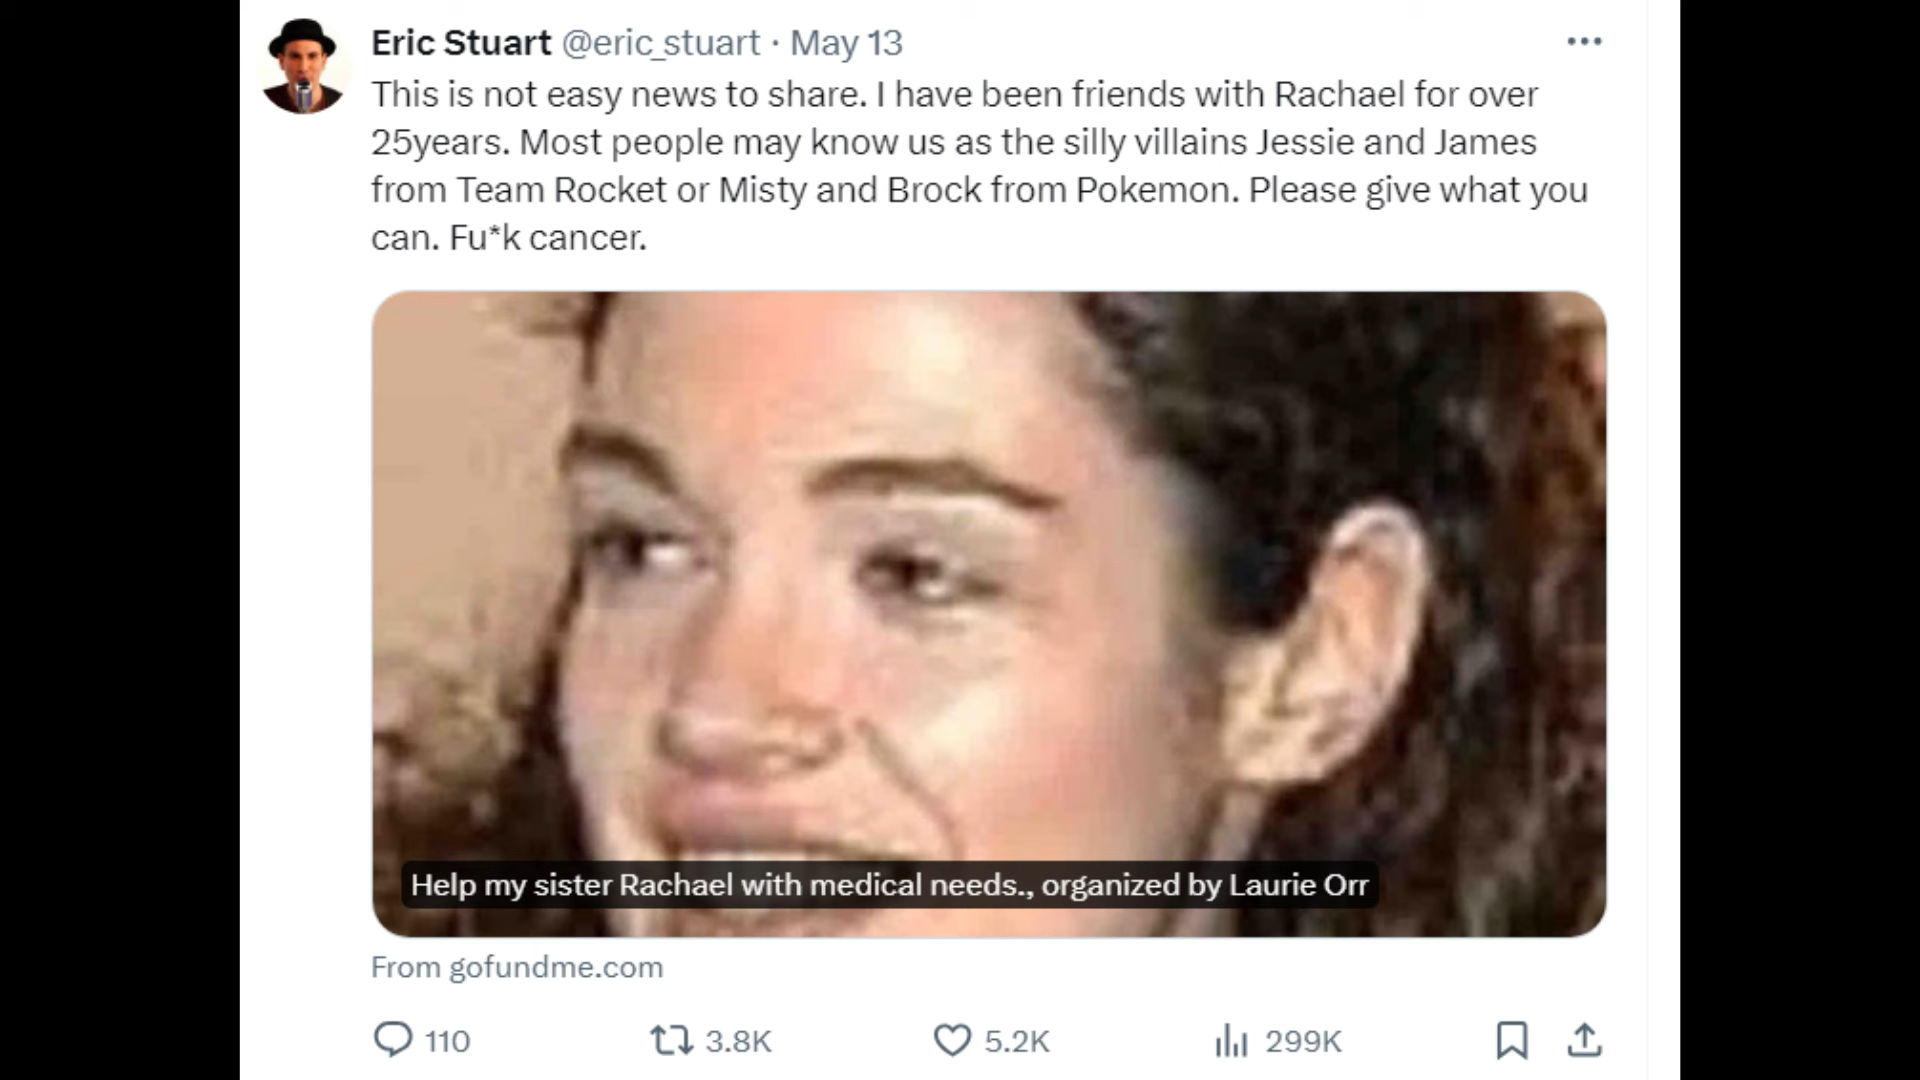 Eric Stuart @eric_stuart · May 13
This is not easy news to share. I have been friends with Rachael for over
25years. Most people may know us as the silly villains Jessie and James
from Team Rocket or Misty and Brock from Pokemon. Please give what you
can. Fu*k cancer.
Help my sister Rachael with medical needs., organized by Laurie Orr
From gofundme.com
110 3.8K 5.2K 299K